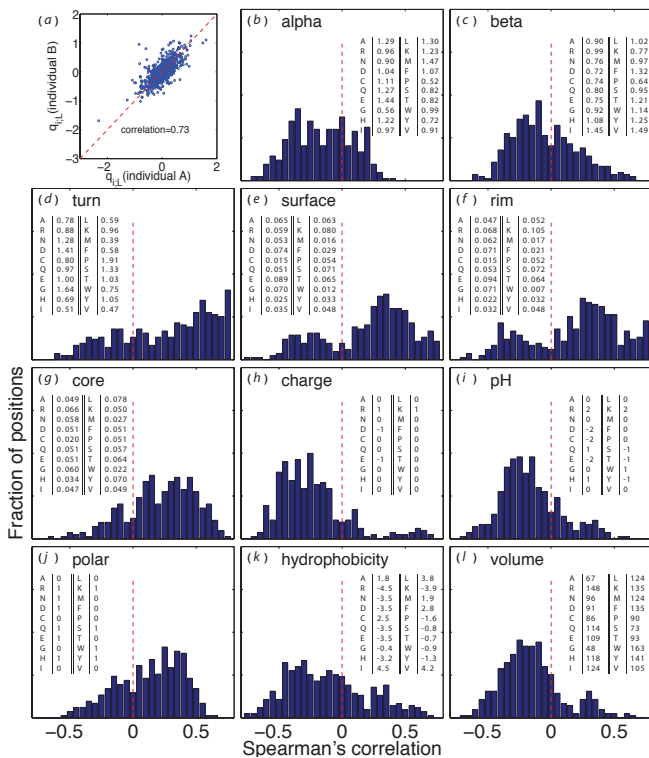 (a)
q_{i;L}(individual B)
2
1
0
−1
−2
3
correlation=0.73
−2 0 2
q_{i;L}(individual A)
(b) alpha
A 1.29 L 1.30
R 0.96 K 1.23
N 0.90 M 1.47
D 1.04 F 1.07
C 1.11 P 0.52
Q 1.27 S 0.82
E 1.44 T 0.82
G 0.56 W 0.99
H 1.22 Y 0.72
I 0.97 V 0.91
(c) beta
A 0.90 L 1.02
R 0.99 K 0.77
N 0.76 M 0.97
D 0.72 F 1.32
C 0.74 P 0.64
Q 0.80 S 0.95
E 0.75 T 1.21
G 0.92 W 1.14
H 1.08 Y 1.25
I 1.45 V 1.49
(d) turn
A 0.78 L 0.59
R 0.88 K 0.96
N 1.28 M 0.39
D 1.41 F 0.58
C 0.80 P 1.91
Q 0.97 S 1.33
E 1.00 T 1.03
G 1.64 W 0.75
H 0.69 Y 1.05
I 0.51 V 0.47
(e) surface
A 0.065 L 0.063
R 0.059 K 0.080
N 0.053 M 0.016
D 0.074 F 0.029
C 0.015 P 0.054
Q 0.051 S 0.071
E 0.089 T 0.065
G 0.070 W 0.012
H 0.022 Y 0.033
I 0.035 V 0.048
(f) rim
A 0.047 L 0.052
R 0.068 K 0.105
N 0.062 M 0.017
D 0.071 F 0.021
C 0.015 P 0.052
Q 0.053 S 0.072
E 0.094 T 0.064
G 0.071 W 0.007
H 0.022 Y 0.032
I 0.032 V 0.048
(g) core
A 0.049 L 0.078
R 0.066 K 0.050
N 0.058 M 0.027
D 0.051 F 0.051
C 0.020 P 0.051
Q 0.051 S 0.057
E 0.051 T 0.064
G 0.060 W 0.022
H 0.034 Y 0.070
I 0.047 V 0.049
(h) charge
A 0 L 0
R 1 K 1
N 0 M 0
D -1 F 0
C 0 P 0
Q 0 S 0
E -1 T 0
G 0 W 0
H 0 Y 0
I 0 V 0
(i) pH
A 0 L 0
R 2 K 2
N 0 M 0
D -2 F 0
C -2 P 0
Q 1 S -1
E -2 T -1
G 0 W 1
H 1 Y -1
I 0 V 0
(j) polar
A 0 L 0
R 1 K 1
N 1 M 0
D 1 F 0
C 0 P 0
Q 1 S 1
E 1 T 0
G 0 W 1
H 1 Y 1
I 0 V 0
(k) hydrophobicity
A 1.8 L 3.8
R -4.5 K -3.9
N -3.5 M 1.9
D -3.5 F 2.8
C 2.5 P -1.6
Q -3.5 S -0.8
E -3.5 T -0.7
G -0.4 W -0.9
H -3.2 Y -1.3
I 4.5 V 4.2
(l) volume
A 67 L 124
R 148 K 135
N 96 M 124
D 91 F 135
C 86 P 90
Q 114 S 73
E 109 T 93
G 48 W 163
H 118 Y 141
I 124 V 105
Fraction of positions
−0.5 0 0.5 −0.5 0 0.5 −0.5 0 0.5
Spearman's correlation